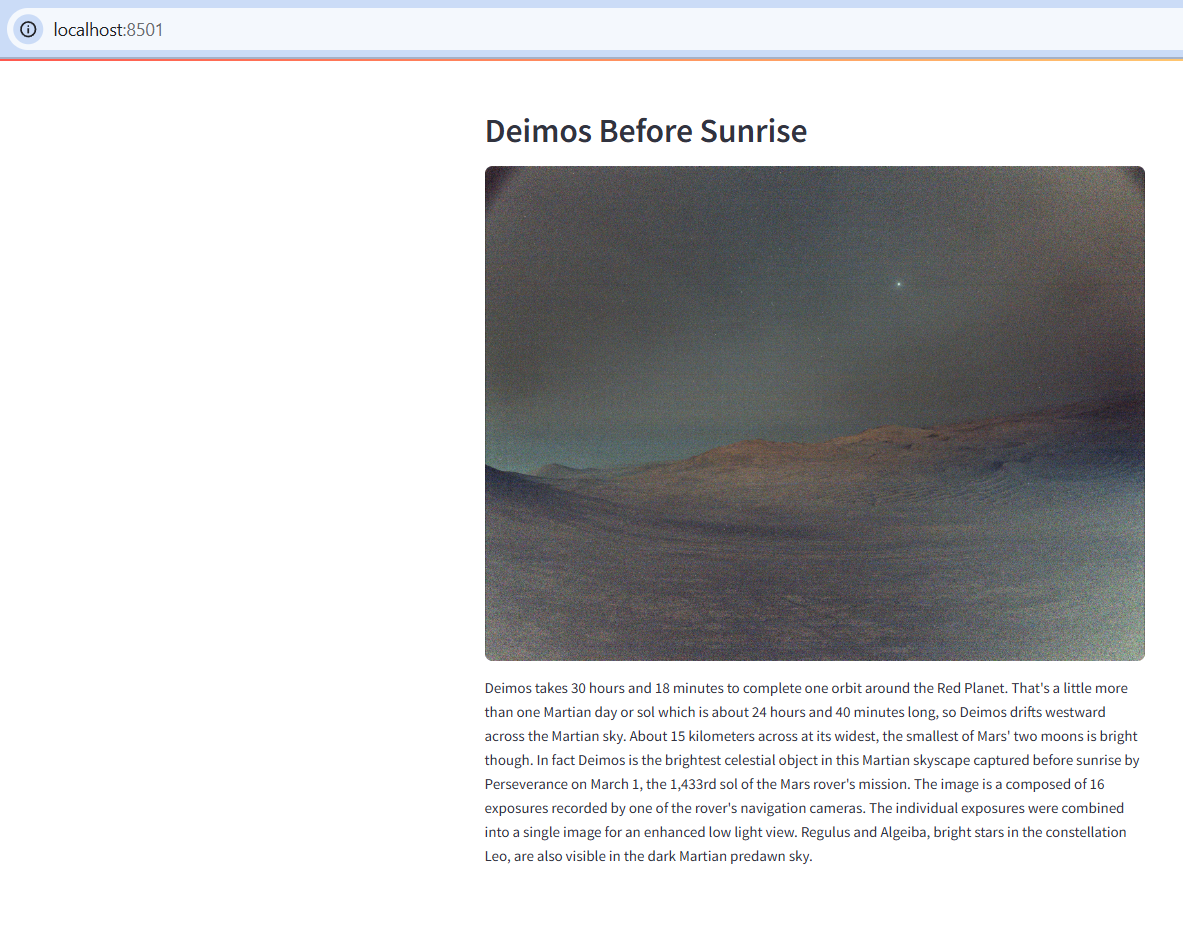 localhost:8501
Deimos Before Sunrise
Deimos takes 30 hours and 18 minutes to complete one orbit around the Red Planet. That's a little more
than one Martian day or sol which is about 24 hours and 40 minutes long, so Deimos drifts westward
across the Martian sky. About 15 kilometers across at its widest, the smallest of Mars' two moons is bright
though. In fact Deimos is the brightest celestial object in this Martian skyscape captured before sunrise by
Perseverance on March 1, the 1,433rd sol of the Mars rover's mission. The image is a composed of 16
exposures recorded by one of the rover's navigation cameras. The individual exposures were combined
into a single image for an enhanced low light view. Regulus and Algeiba, bright stars in the constellation
Leo, are also visible in the dark Martian predawn sky.